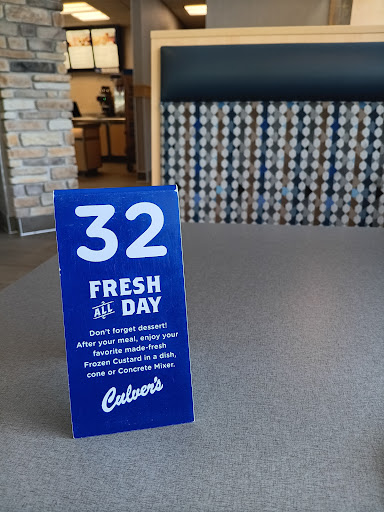 32
FRESH
ALL DAY
Don't forget dessert!
After your meal, enjoy your
favorite made-fresh
Frozen Custard in a dish,
cone or Concrete Mixer.
Culver's